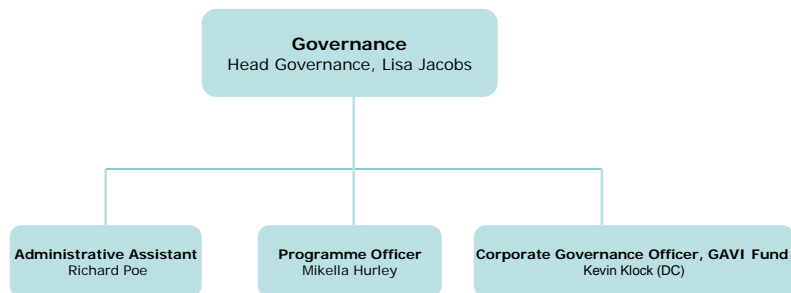 Governance
Head Governance, Lisa Jacobs
Administrative Assistant
Richard Poe
Programme Officer
Mikella Hurley
Corporate Governance Officer, GAVI Fund
Kevin Klock (DC)